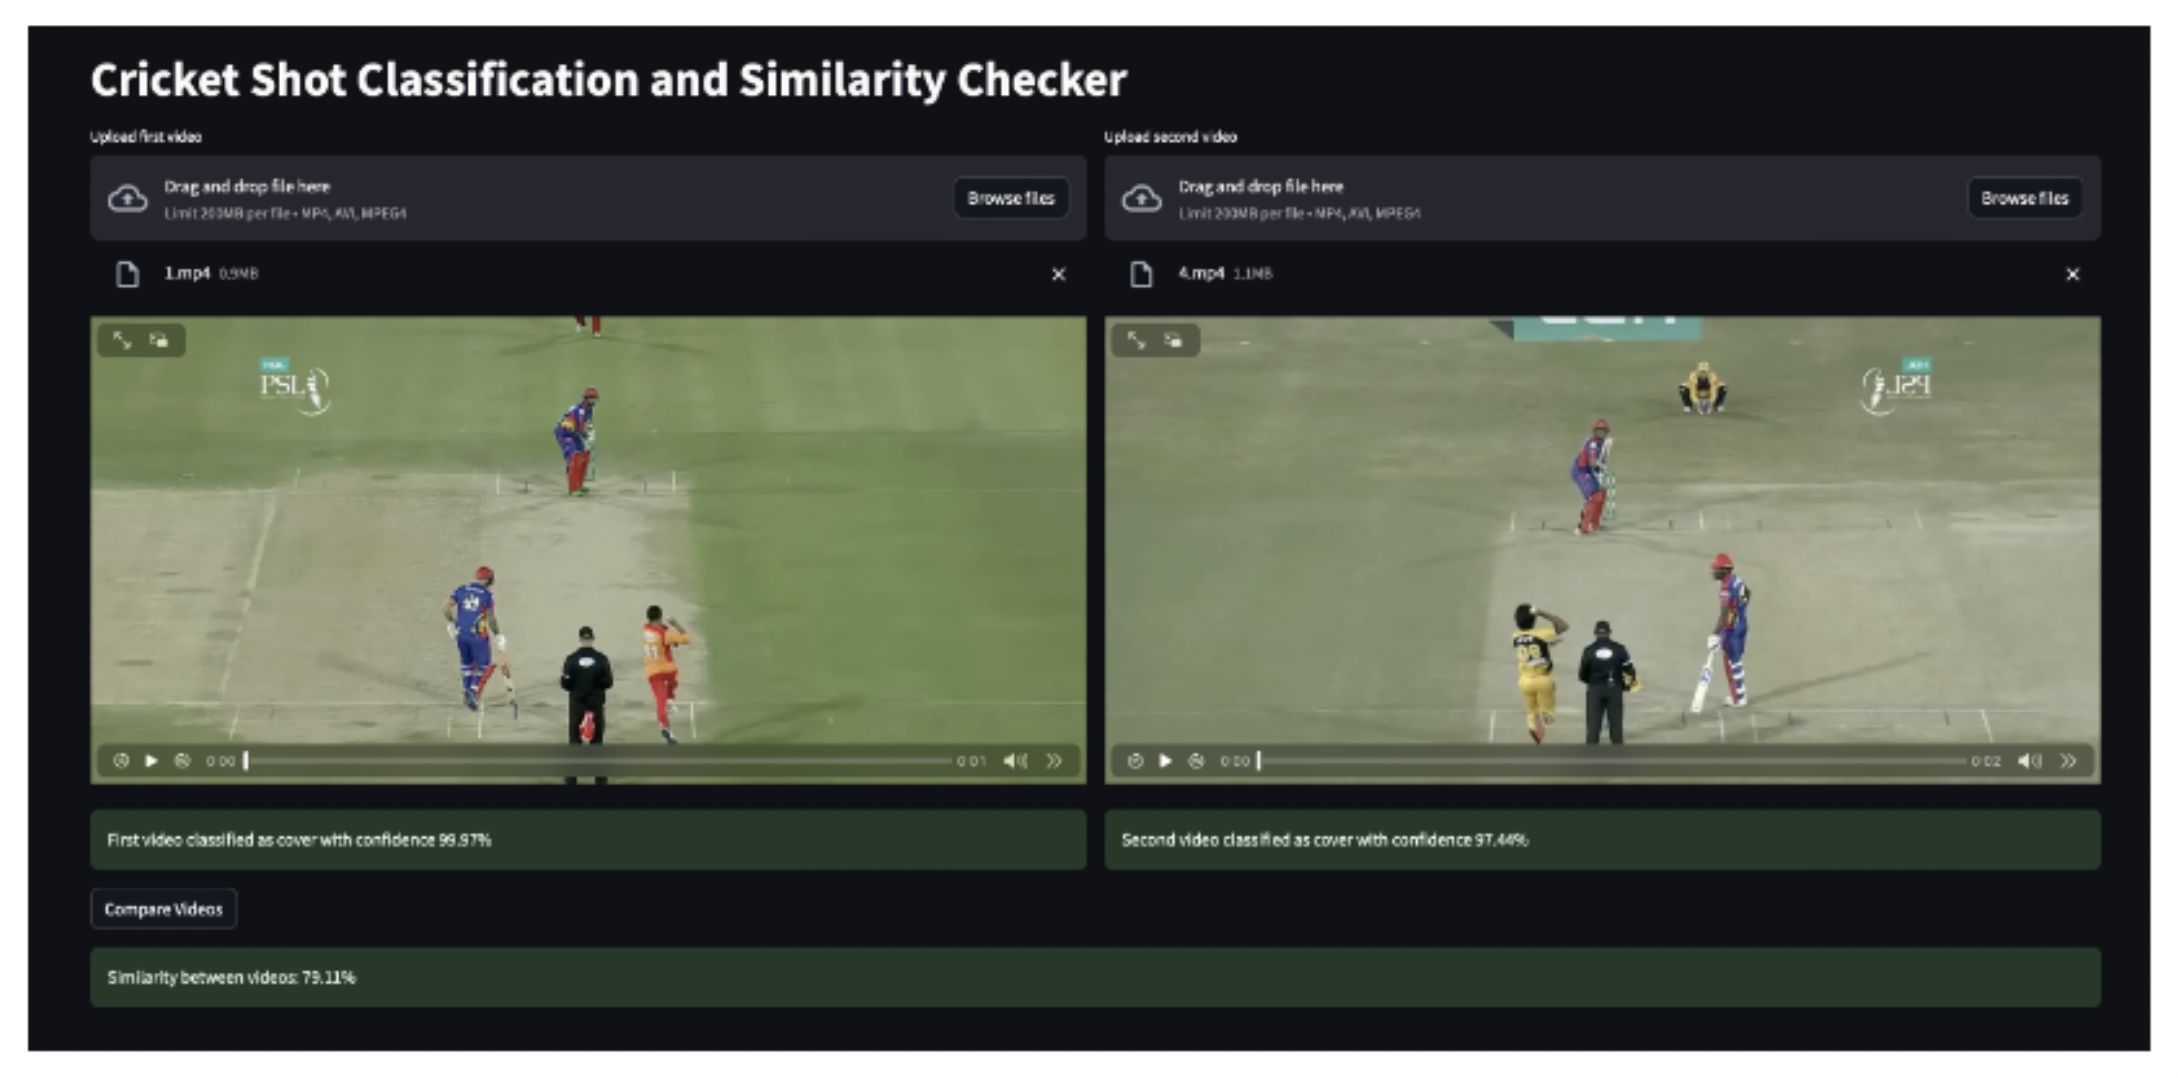 Cricket Shot Classification and Similarity Checker
Upload first video
Upload second video
Drag and drop file here
Limit 200MB per file • MP4, AVI, MPEG4
Browse files
Drag and drop file here
Limit 200MB per file • MP4, AVI, MPEG4
Browse files
1.mp4 0.9MB
4.mp4 1.1MB
PSL
PSL
0:00
0:01
0:00
0:02
First video classified as cover with confidence 99.97%
Second video classified as cover with confidence 97.44%
Compare Videos
Similarity between videos: 79.11%